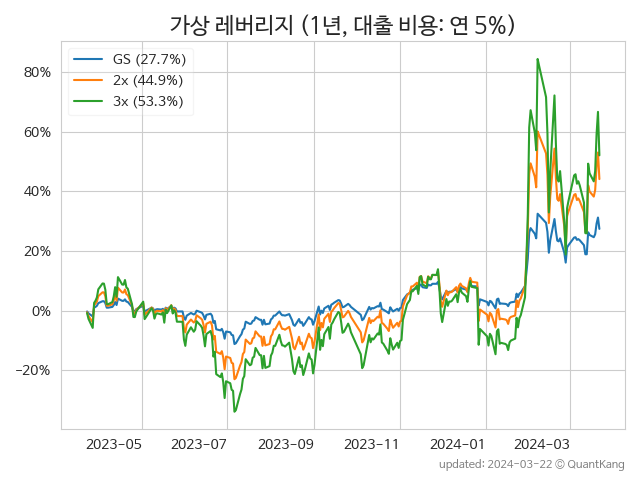 가상 레버리지 (1년, 대출 비용: 연 5%)
GS (27.7%)
2x (44.9%)
3x (53.3%)
80%
60%
40%
20%
0%
−20%
2023−05 2023−07 2023−09 2023−11 2024−01 2024−03
updated: 2024-03-22 © QuantKang